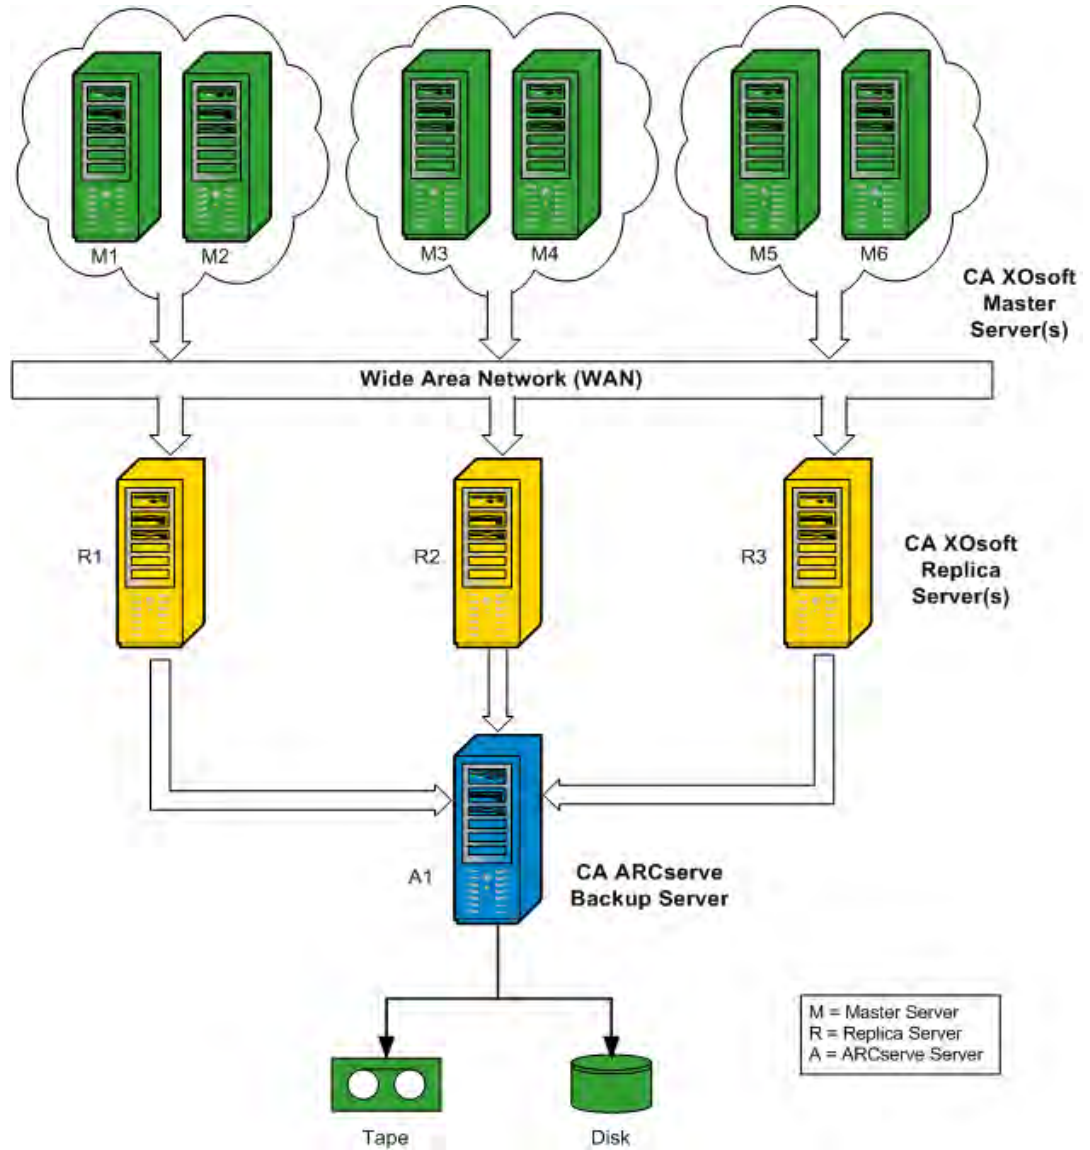 M1
M2
M3
M4
M5
M6
CA XOsoft
Master
Server(s)
Wide Area Network (WAN)
R1
R2
R3
CA XOsoft
Replica
Server(s)
A1
CA ARCserve
Backup Server
M = Master Server
R = Replica Server
A = ARCserve Server
Tape
Disk